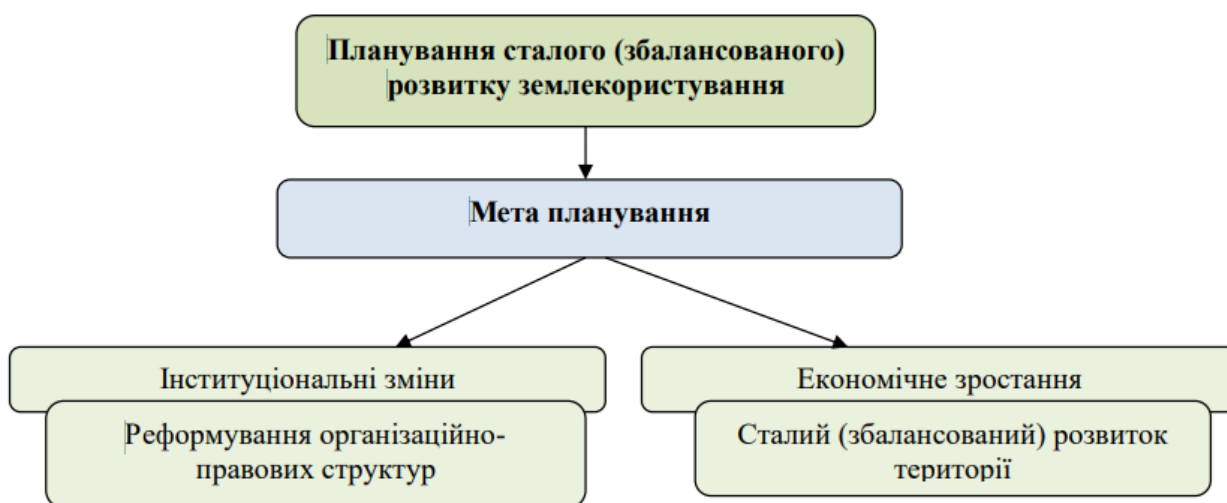 Планування сталого (збалансованого)
розвитку землекористування
Мета планування
Інституціональні зміни
Реформування організаційно-
правових структур
Економічне зростання
Сталий (збалансований) розвиток
території